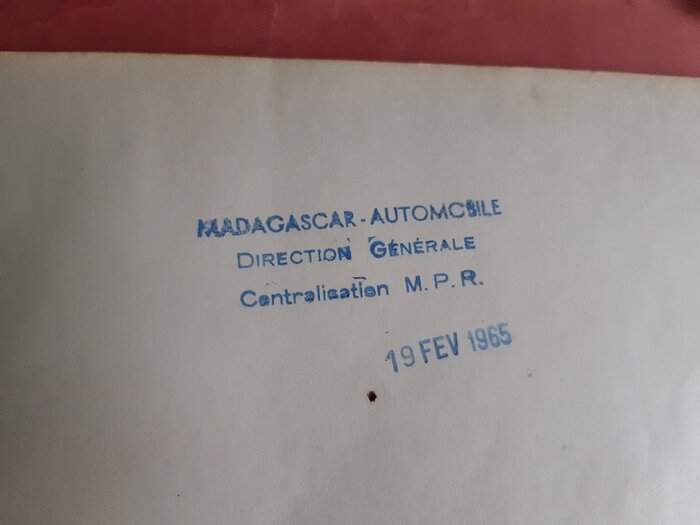 MADAGASCAR-AUTOMOBILE
DIRECTION GÉNÉRALE
Centralisation M.P.R.
19 FEV 1965